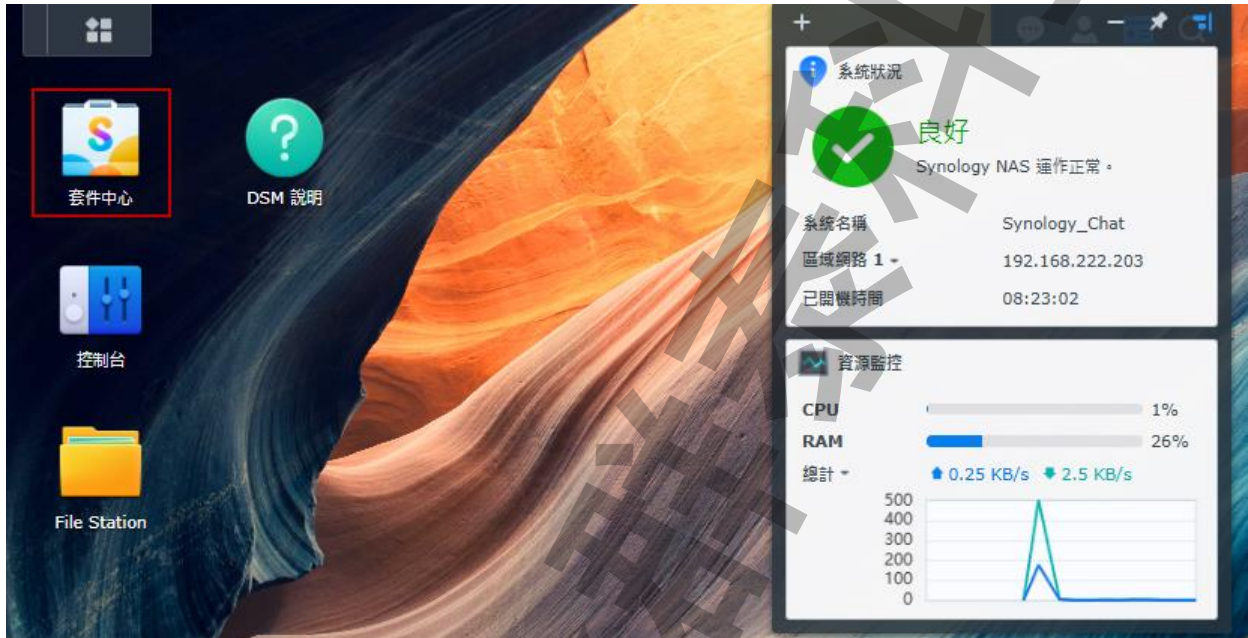 套件中心
DSM 說明
控制台
File Station
系統狀況
良好
Synology NAS 運作正常。
系統名稱 Synology_Chat
區域網路 1 192.168.222.203
已開機時間 08:23:02
資源監控
CPU 1%
RAM 26%
總計 0.25 KB/s 2.5 KB/s
500
400
300
200
100
0